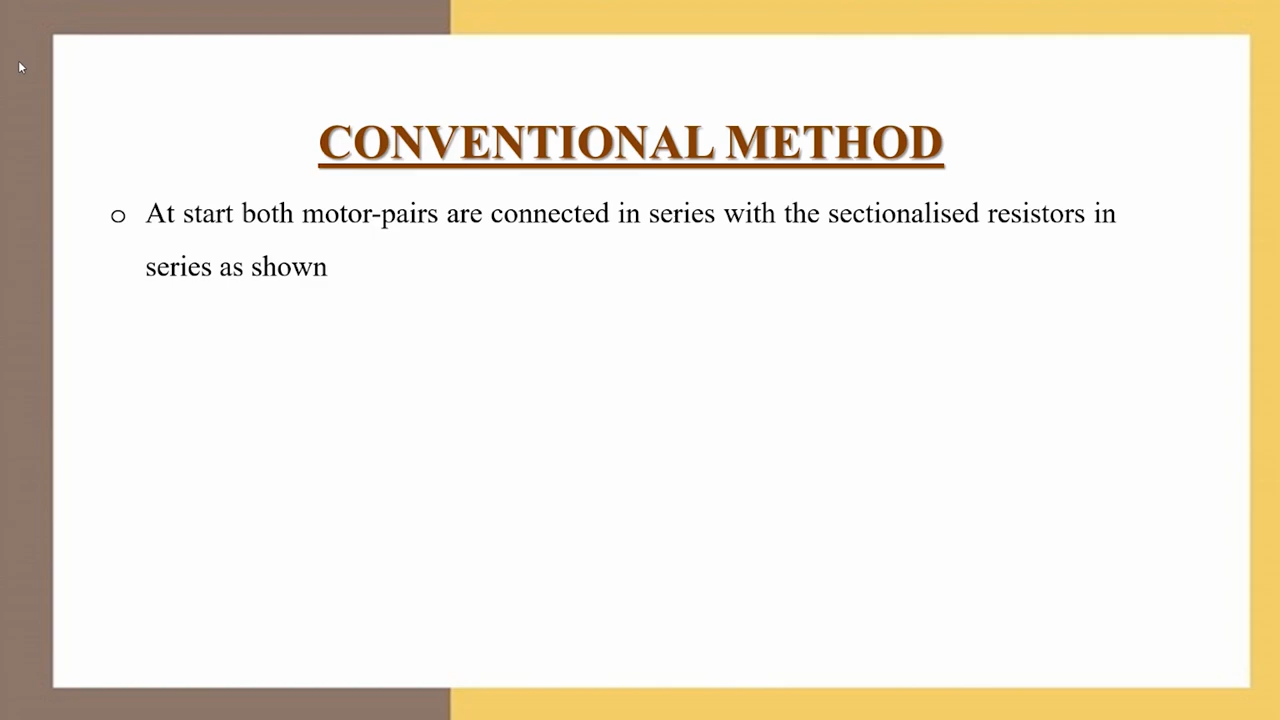 CONVENTIONAL METHOD
o At start both motor-pairs are connected in series with the sectionalised resistors in
series as shown